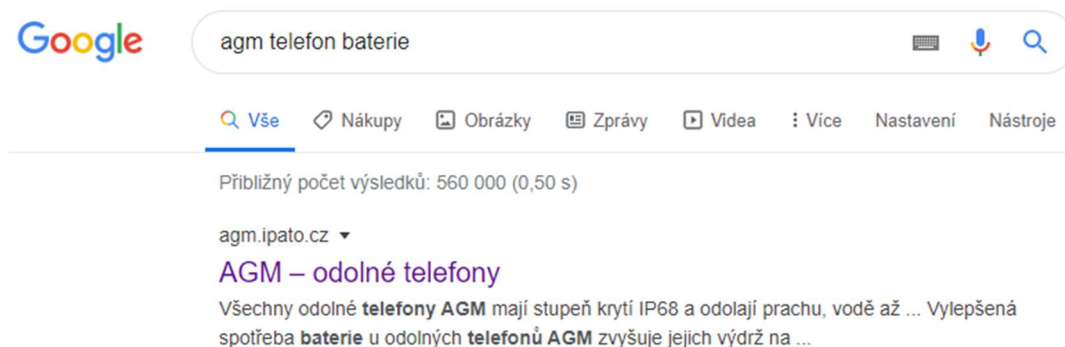 Google
agm telefon baterie
Vše Nákupy Obrázky Zprávy Videa Více Nastavení Nástroje
Přibližný počet výsledků: 560 000 (0,50 s)
agm.ipato.cz
AGM – odolné telefony
Všechny odolné telefony AGM mají stupeň krytí IP68 a odolají prachu, vodě až ... Vylepšená
spotřeba baterie u odolných telefonů AGM zvyšuje jejich výdrž na ...